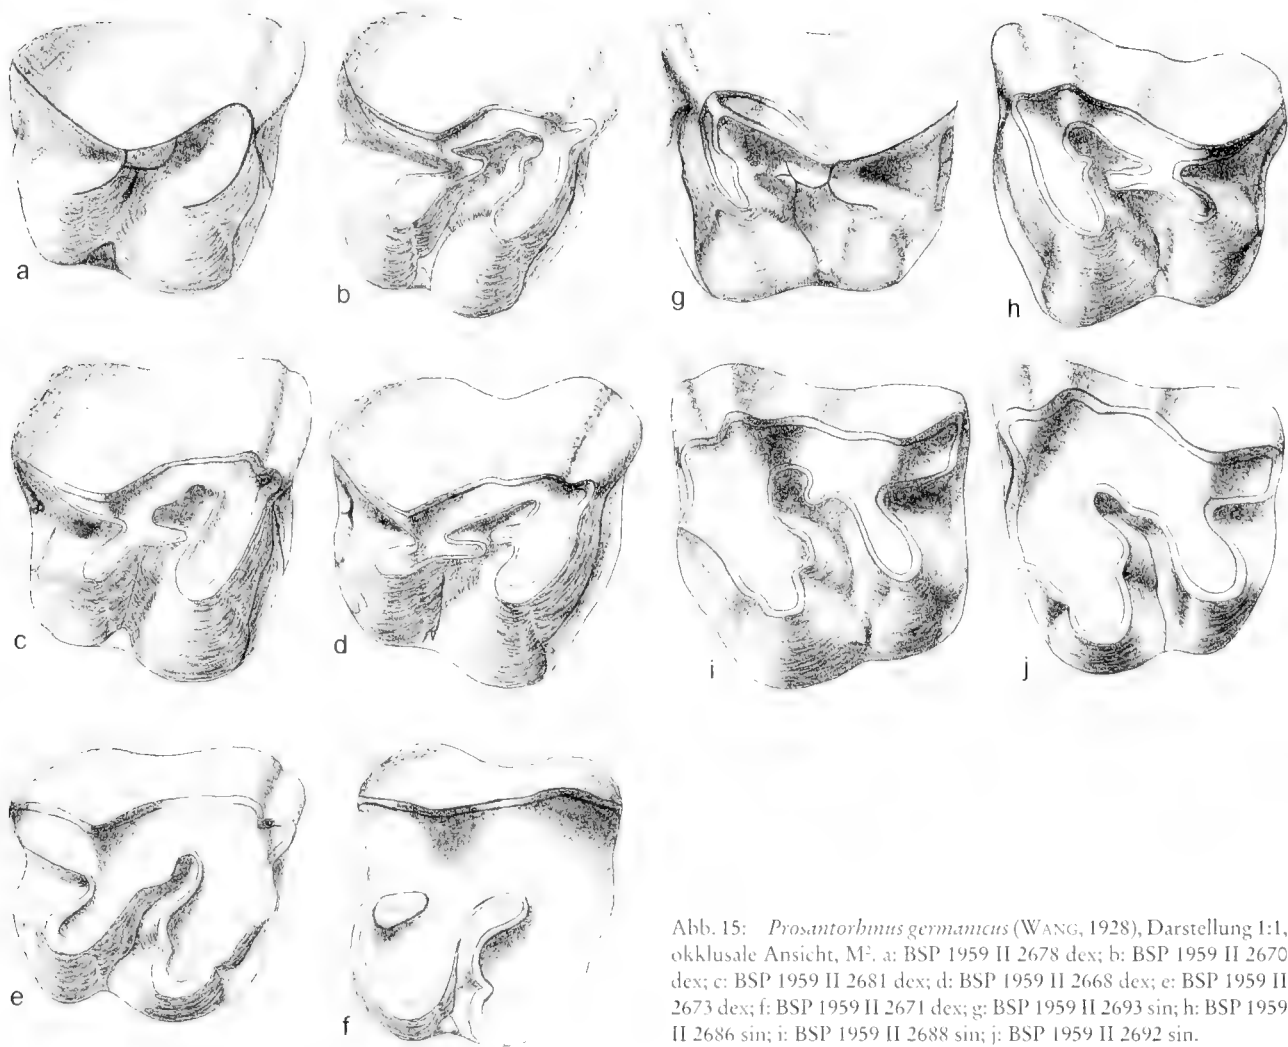 a
b
g
h
c
d
i
j
e
f
Abb. 15: Prosantorhinus germanicus (WANG, 1928), Darstellung 1:1,
okklusale Ansicht, M². a: BSP 1959 II 2678 dex; b: BSP 1959 II 2670
dex; c: BSP 1959 II 2681 dex; d: BSP 1959 II 2668 dex; e: BSP 1959 II
2673 dex; f: BSP 1959 II 2671 dex; g: BSP 1959 II 2693 sin; h: BSP 1959
II 2686 sin; i: BSP 1959 II 2688 sin; j: BSP 1959 II 2692 sin.